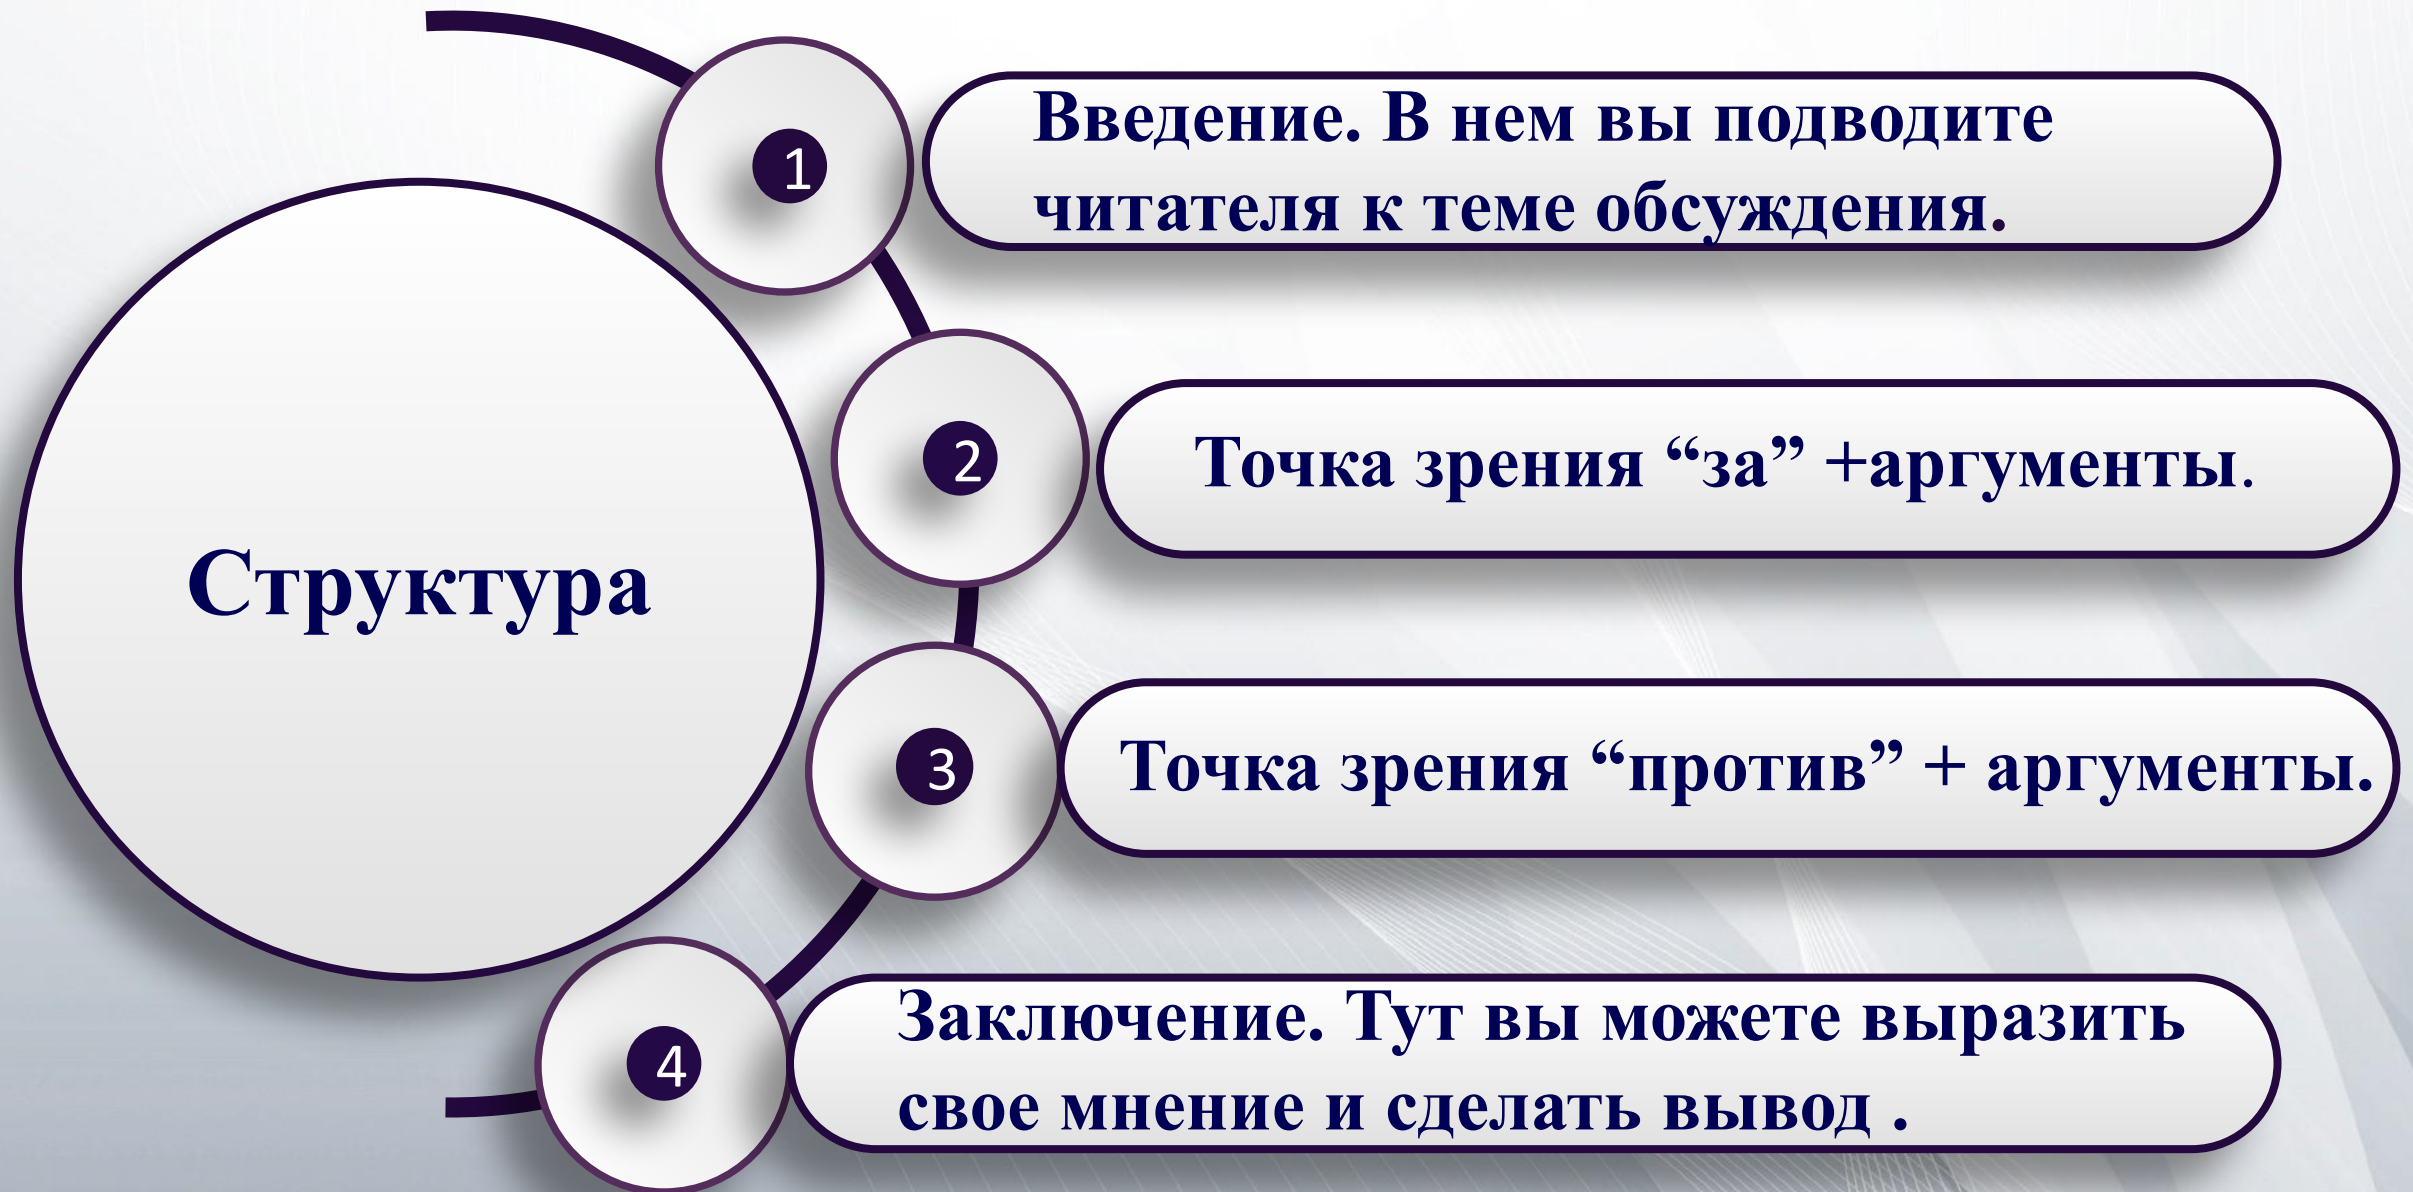 Структура
1
Введение. В нем вы подводите
читателя к теме обсуждения.
2
Точка зрения “за” +аргументы.
3
Точка зрения “против” + аргументы.
4
Заключение. Тут вы можете выразить
свое мнение и сделать вывод .